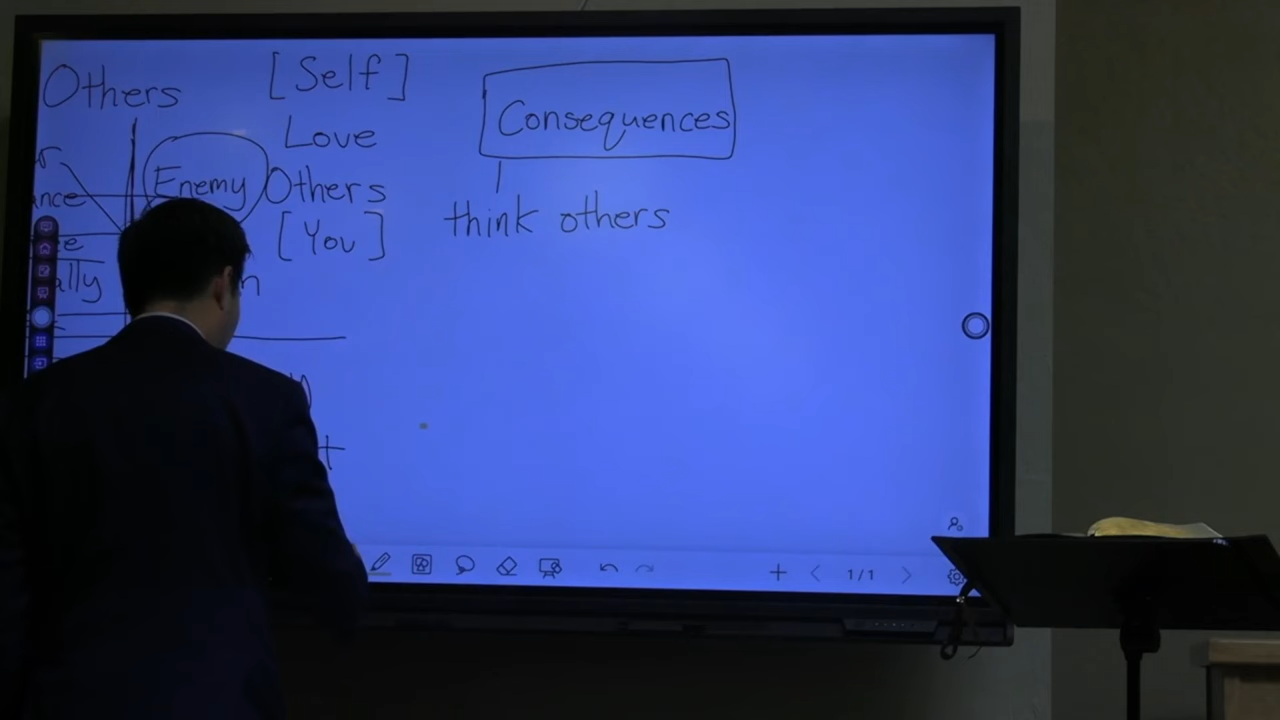 Others
[Self]
Love
Enemy
Others
[You]
Consequences
think others
1/1